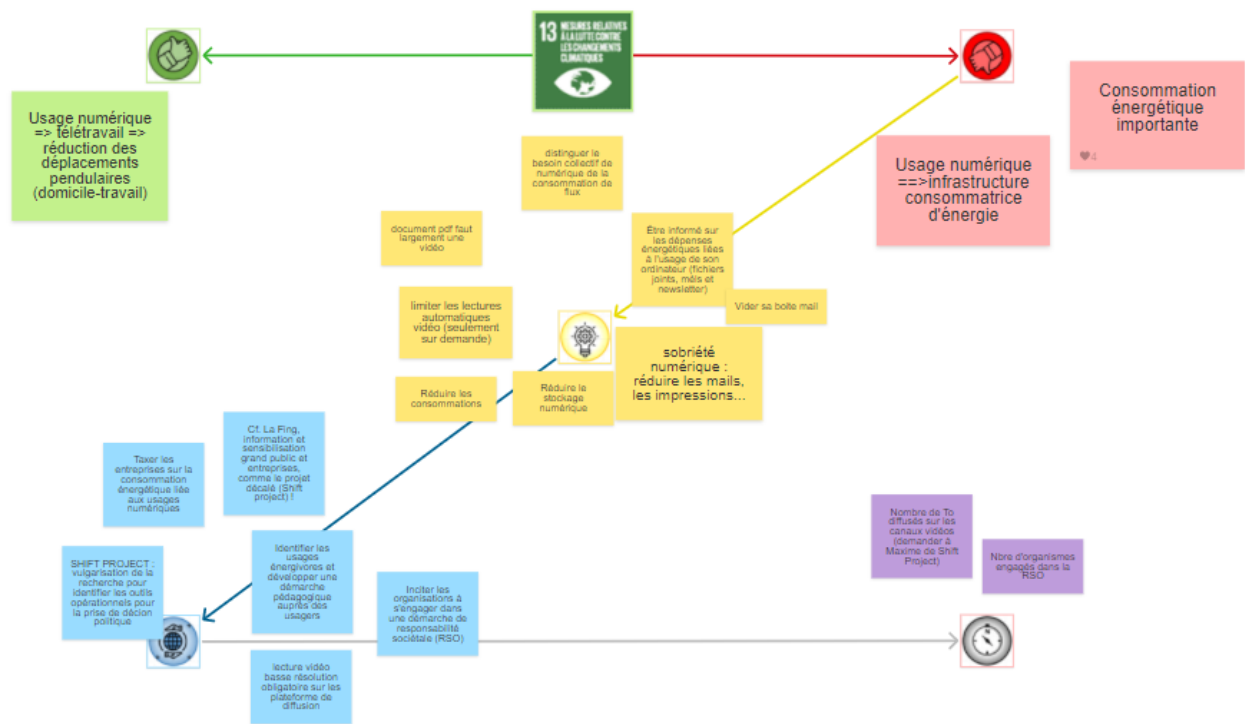 13 MESURES RELATIVES
À LA LUTTE CONTRE
LES CHANGEMENTS
CLIMATIQUES
Usage numérique
=> télétravail =>
réduction des
déplacements
pendulaires
(domicile-travail)
Consommation
énergétique
importante
4
Usage numérique
==>infrastructure
consommatrice
d'énergie
distinguer le
besoin collectif de
numérique de la
consommation de
flux
document pdf faut
largement une
vidéo
Être informé sur
les dépenses
énergétiques liées
à l'usage de son
ordinateur (fichiers
joints, méls et
newsletter)
Vider sa boite mail
limiter les lectures
automatiques
vidéo (seulement
sur demande)
sobriété
numérique :
réduire les mails,
les impressions...
Réduire les
consommations
Réduire le
stockage
numérique
Cf. La Fing,
information et
sensibilisation
grand public et
entreprises,
comme le projet
décalé (Shift
project) !
Taxer les
entreprises sur la
consommation
énergétique liée
aux usages
numériques
SHIFT PROJECT :
vulgarisation de la
recherche pour
identifier les outils
opérationnels pour
la prise de décion
politique
Identifier les
usages
énergivores et
développer une
démarche
pédagogique
auprès des
usagers
Inciter les
organisations à
s'engager dans
une démarche de
responsabilité
sociétale (RSO)
lecture vidéo
basse résolution
obligatoire sur les
plateforme de
diffusion
Nombre de To
diffusés sur les
canaux vidéos
(demander à
Maxime de Shift
Project)
Nbre d'organismes
engagés dans la
RSO